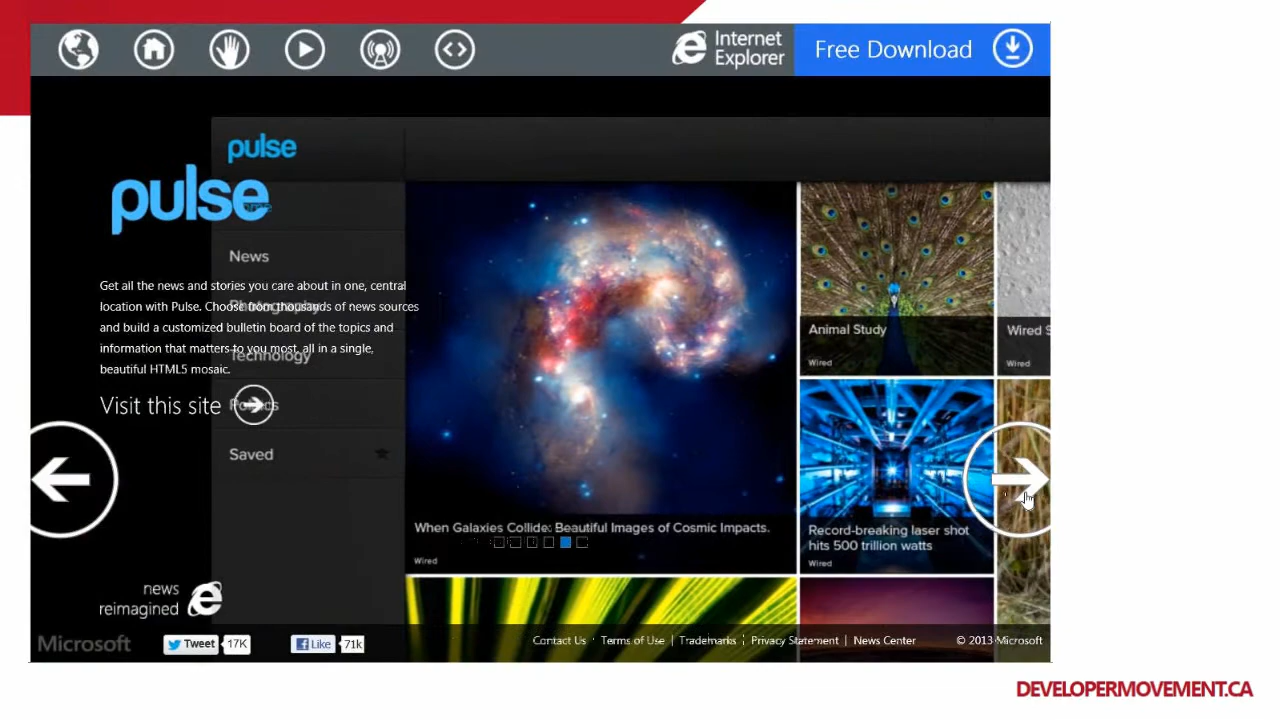 Internet
Explorer
Free Download
pulse
pulse
News
Get all the news and stories you care about in one, central
location with Pulse. Choose from thousands of news sources
and build a customized bulletin board of the topics and
information that matters to you most, all in a single,
beautiful HTML5 mosaic.
Photography
Technology
Visit this site
Politics
Saved
Animal Study
Wired
Wired S
Wired
When Galaxies Collide: Beautiful Images of Cosmic Impacts.
Wired
Record-breaking laser shot
hits 500 trillion watts
Wired
news
reimagined
Microsoft
Tweet 17K
Like 71k
Contact Us
Terms of Use | Trademarks | Privacy Statement | News Center
© 2013 Microsoft
DEVELOPERMOVEMENT.CA